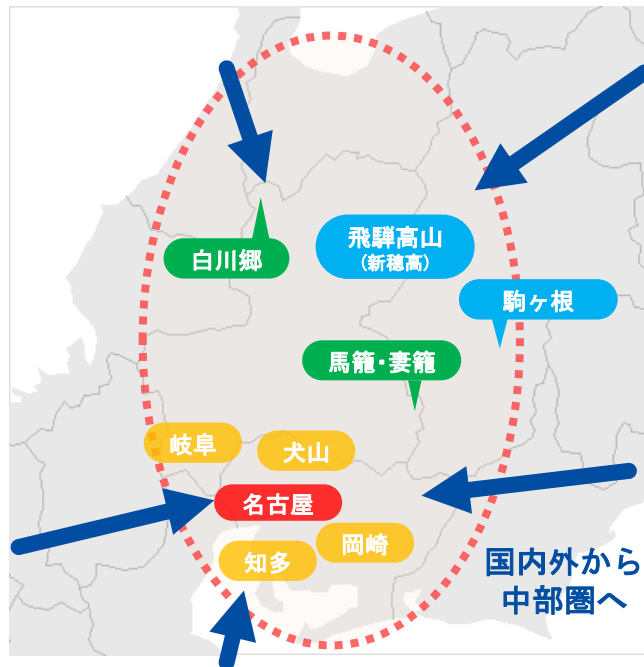 白川郷
飛騨高山
(新穂高)
駒ヶ根
馬籠・妻籠
岐阜
犬山
名古屋
岡崎
知多
国内外から
中部圏へ